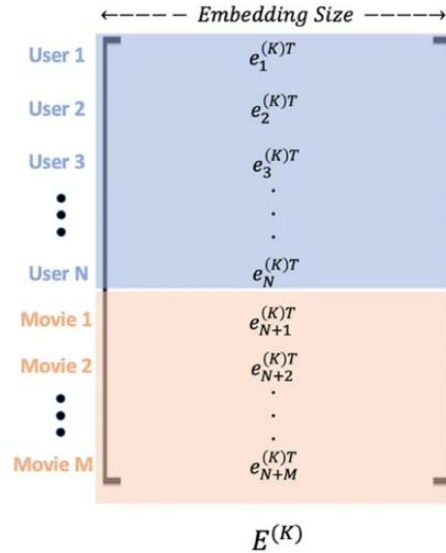 ←---- Embedding Size ----→
User 1 e_1^{(K)T}
User 2 e_2^{(K)T}
User 3 e_3^{(K)T}
User N e_N^{(K)T}
Movie 1 e_{N+1}^{(K)T}
Movie 2 e_{N+2}^{(K)T}
Movie M e_{N+M}^{(K)T}
E^{(K)}